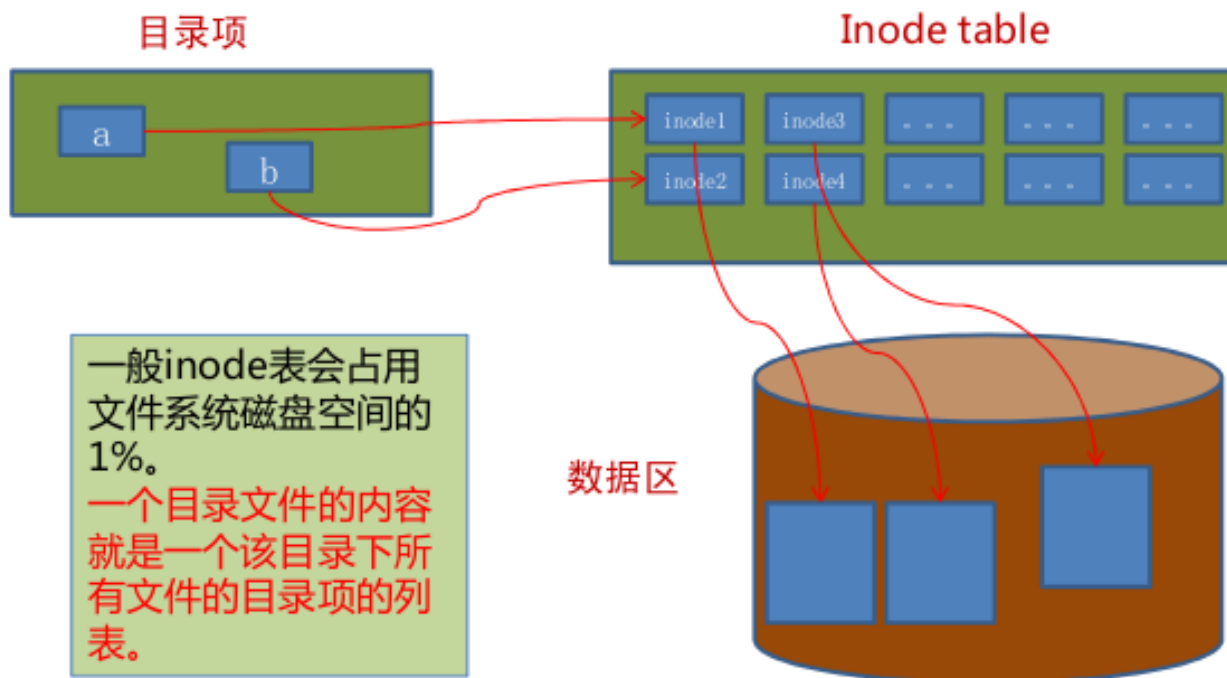 目录项
Inode table
a
b
inode1
inode3
。。。
。。。
。。。
inode2
inode4
。。。
。。。
。。。
一般inode表会占用
文件系统磁盘空间的
1%。
一个目录文件的内容
就是一个该目录下所
有文件的目录项的列
表。
数据区